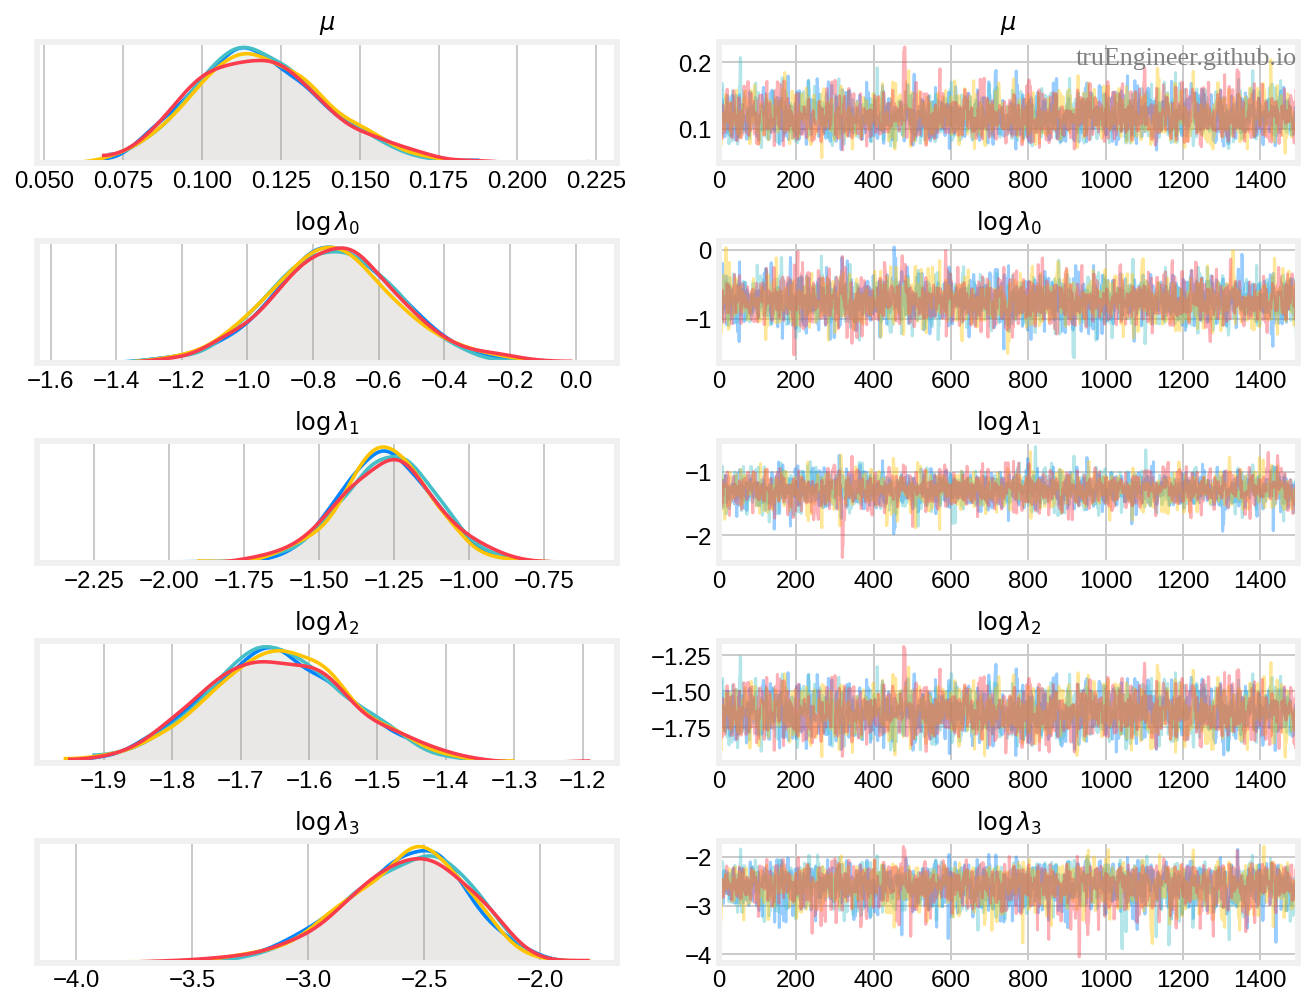 μ
0.050 0.075 0.100 0.125 0.150 0.175 0.200 0.225
μ
truEngineer.github.io
0.2
0.1
0 200 400 600 800 1000 1200 1400
log λ₀
−1.6 −1.4 −1.2 −1.0 −0.8 −0.6 −0.4 −0.2 0.0
log λ₀
0
−1
0 200 400 600 800 1000 1200 1400
log λ₁
−2.25 −2.00 −1.75 −1.50 −1.25 −1.00 −0.75
log λ₁
−1
−2
0 200 400 600 800 1000 1200 1400
log λ₂
−1.9 −1.8 −1.7 −1.6 −1.5 −1.4 −1.3 −1.2
log λ₂
−1.25
−1.50
−1.75
0 200 400 600 800 1000 1200 1400
log λ₃
−4.0 −3.5 −3.0 −2.5 −2.0
log λ₃
−2
−3
−4
0 200 400 600 800 1000 1200 1400